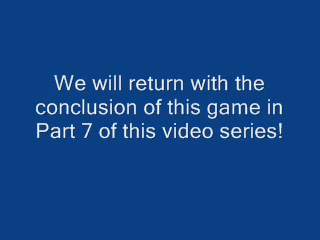 We will return with the
conclusion of this game in
Part 7 of this video series!